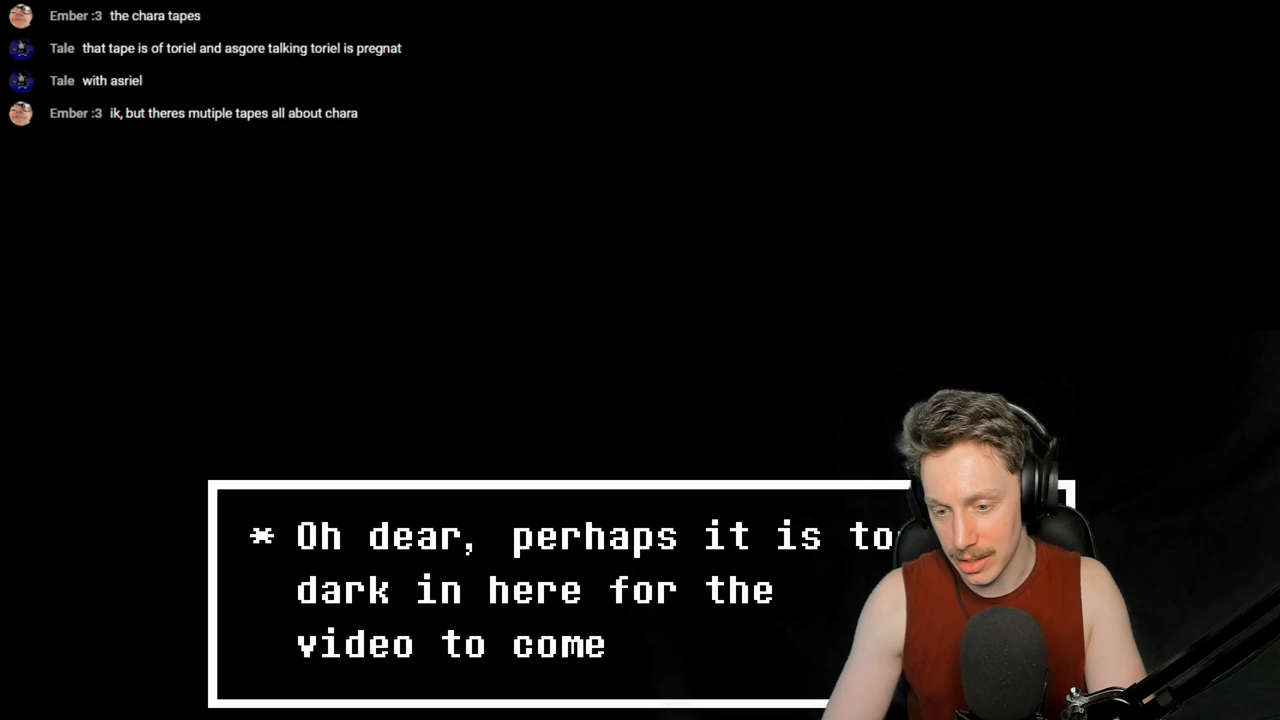 Ember :3 the chara tapes
Tale that tape is of toriel and asgore talking toriel is pregnat
Tale with asriel
Ember :3 ik, but theres mutiple tapes all about chara
* Oh dear, perhaps it is to
dark in here for the
video to come